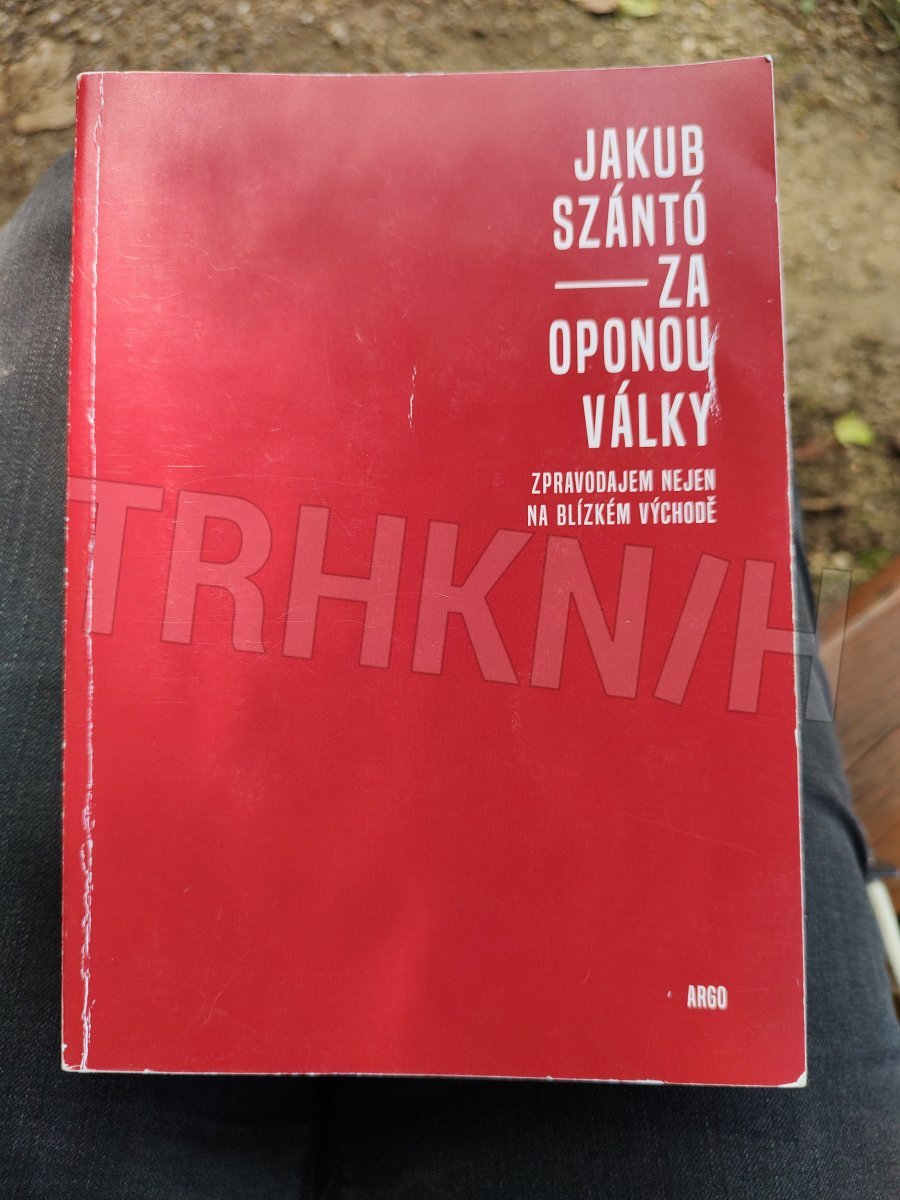 JAKUB
SZÁNTÓ
—ZA
OPONOU
VÁLKY
ZPRAVODAJEM NEJEN
NA BLÍZKÉM VÝCHODĚ
TRHKNIH
ARGO